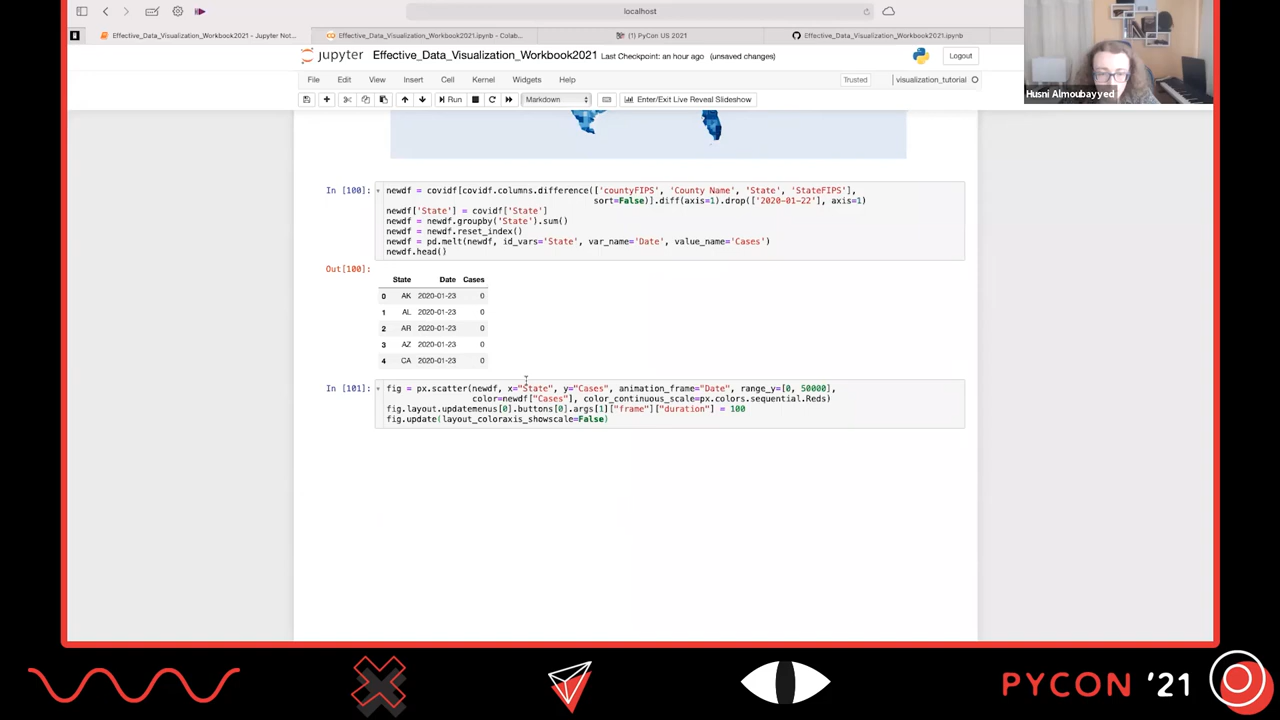 localhost
Effective_Data_Visualization_Workbook2021.ipynb - Jupyter Not...
Effective_Data_Visualization_Workbook2021.ipynb - Colab...
PyCon US 2021
Effective_Data_Visualization_Workbook2021.ipynb
jupyter Effective_Data_Visualization_Workbook2021 Last Checkpoint: an hour ago (unsaved changes)
Logout
File Edit View Insert Cell Kernel Widgets Help
Trusted
visualization_tutorial
Run
Markdown
Enter/Exit Live Reveal Slideshow
Husni Almoubayyed
In [100]:
newdf = covidf[covidf.columns.difference(['countyFIPS', 'County Name', 'State', 'StateFIPS'],
sort=False)].diff(axis=1).drop(['2020-01-22'], axis=1)
newdf['State'] = covidf['State']
newdf = newdf.groupby('State').sum()
newdf = newdf.reset_index()
newdf = pd.melt(newdf, id_vars='State', var_name='Date', value_name='Cases')
newdf.head()
Out[100]:
State Date Cases
0 AK 2020-01-23 0
1 AL 2020-01-23 0
2 AR 2020-01-23 0
3 AZ 2020-01-23 0
4 CA 2020-01-23 0
In [101]:
fig = px.scatter(newdf, x="State", y="Cases", animation_frame="Date", range_y=[0, 50000],
color=newdf["Cases"], color_continuous_scale=px.colors.sequential.Reds)
fig.layout.updatemenus[0].buttons[0].args[1]["frame"]["duration"] = 100
fig.update(layout_coloraxis_showscale=False)
PYCON '21